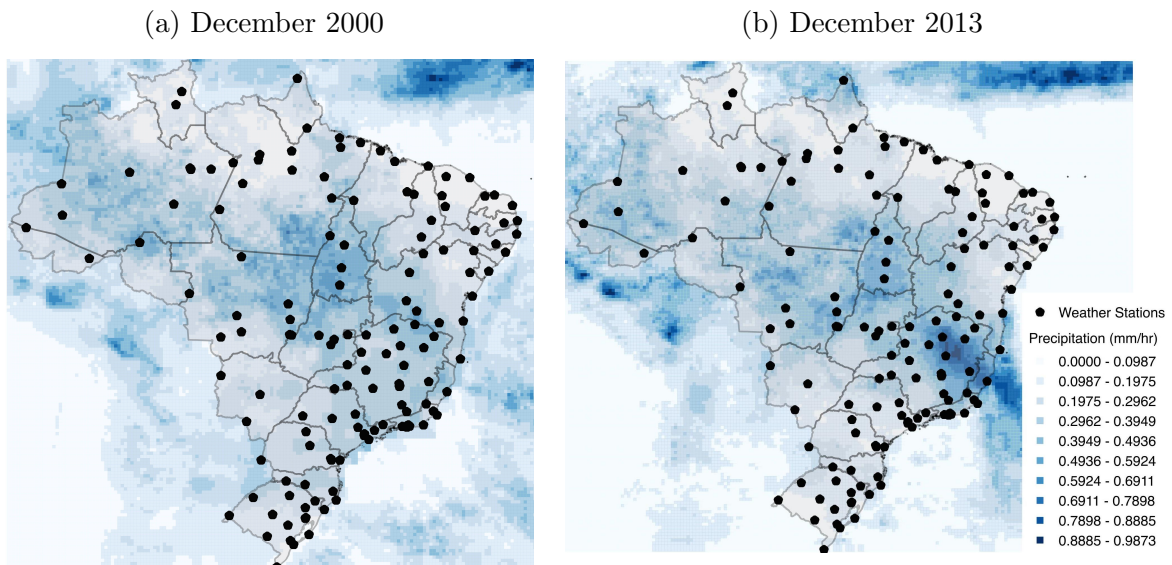 (a) December 2000
(b) December 2013
Weather Stations
Precipitation (mm/hr)
0.0000 - 0.0987
0.0987 - 0.1975
0.1975 - 0.2962
0.2962 - 0.3949
0.3949 - 0.4936
0.4936 - 0.5924
0.5924 - 0.6911
0.6911 - 0.7898
0.7898 - 0.8885
0.8885 - 0.9873